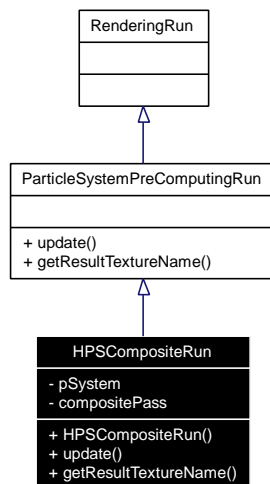 RenderingRun
ParticleSystemPreComputingRun
+ update()
+ getResultTextureName()
HPSCompositeRun
- pSystem
- compositePass
+ HPSCompositeRun()
+ update()
+ getResultTextureName()